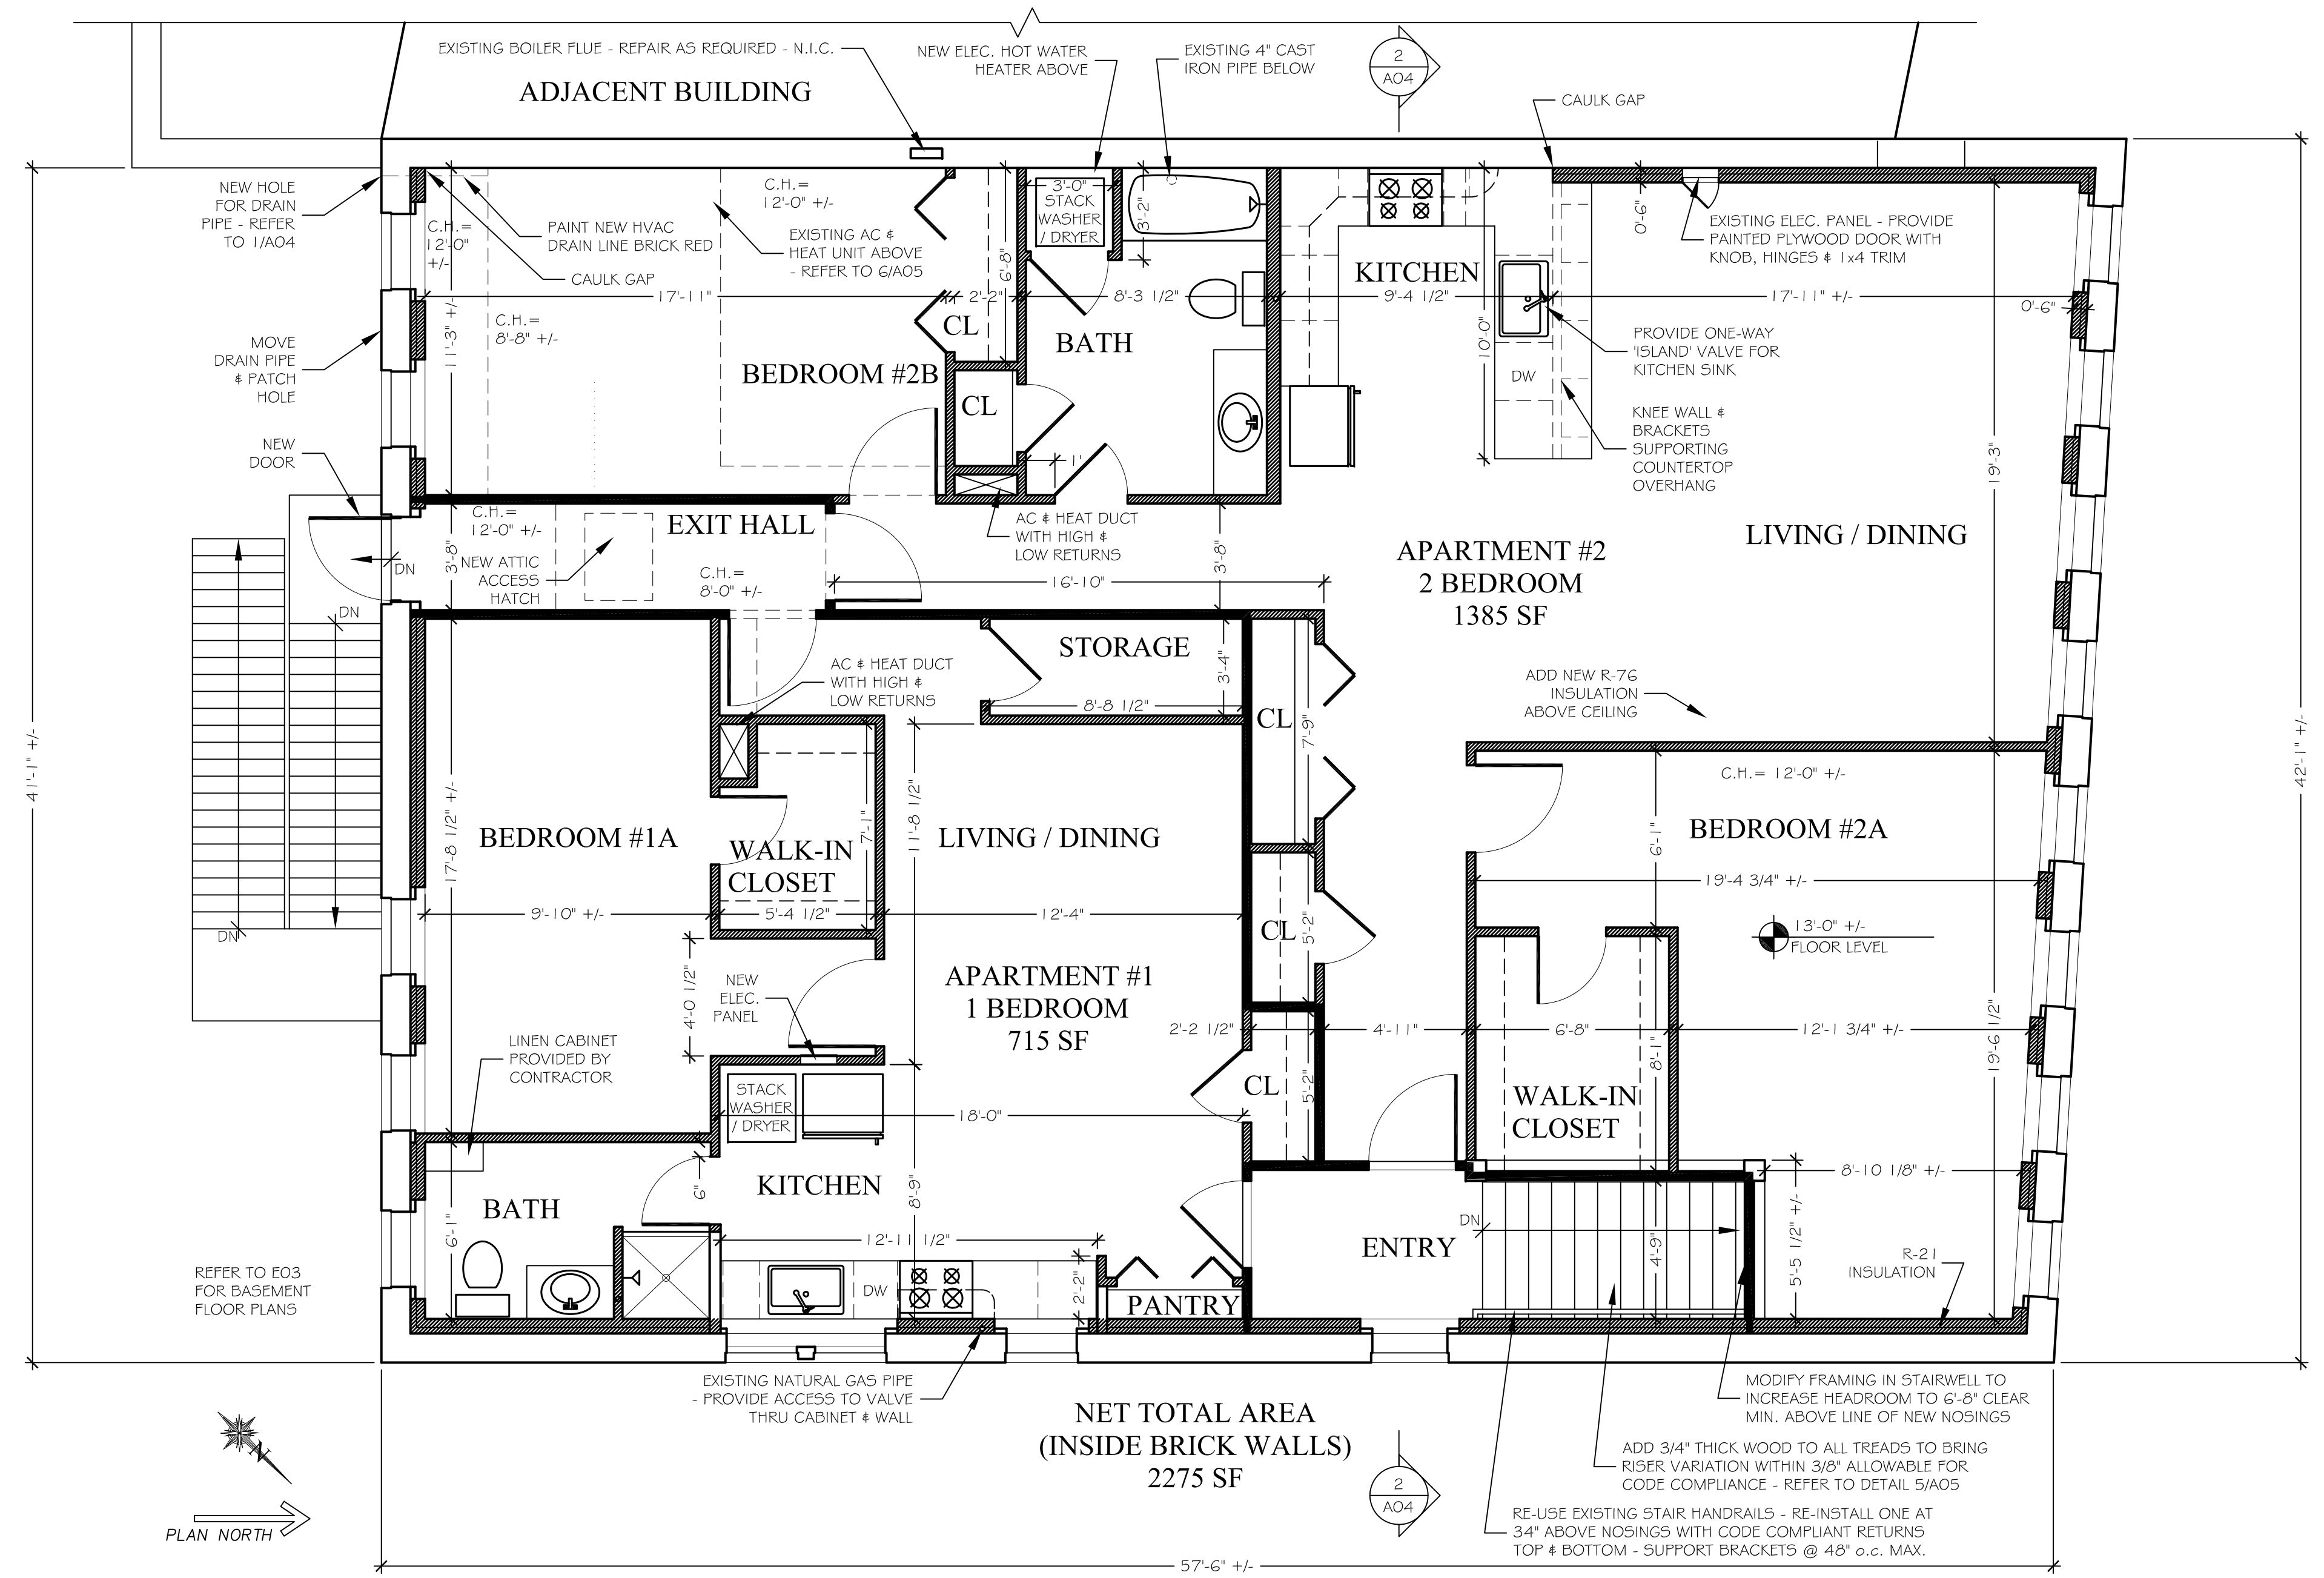 EXISTING BOILER FLUE - REPAIR AS REQUIRED - N.I.C.
ADJACENT BUILDING
NEW ELEC. HOT WATER
HEATER ABOVE
EXISTING 4" CAST
IRON PIPE BELOW
2
A04
CAULK GAP
NEW HOLE
FOR DRAIN
PIPE - REFER
TO 1/A04
C.H.=
12'-0"
+/-
PAINT NEW HVAC
DRAIN LINE BRICK RED
CAULK GAP
C.H.=
12'-0" +/-
EXISTING AC &
HEAT UNIT ABOVE
- REFER TO 6/A05
6'-8"
3'-0"
STACK
WASHER
/ DRYER
3'-2"
KITCHEN
0'-6"
EXISTING ELEC. PANEL - PROVIDE
PAINTED PLYWOOD DOOR WITH
KNOB, HINGES & 1x4 TRIM
17'-11"
2'-2"
8'-3 1/2"
9'-4 1/2"
17'-11" +/-
0'-6"
11'-3" +/-
C.H.=
8'-8" +/-
CL
BATH
10'-0"
MOVE
DRAIN PIPE
& PATCH
HOLE
PROVIDE ONE-WAY
'ISLAND' VALVE FOR
KITCHEN SINK
BEDROOM #2B
DW
CL
KNEE WALL &
BRACKETS
SUPPORTING
COUNTERTOP
OVERHANG
NEW
DOOR
1'
19'-3"
C.H.=
12'-0" +/-
EXIT HALL
AC & HEAT DUCT
WITH HIGH &
LOW RETURNS
LIVING / DINING
APARTMENT #2
2 BEDROOM
1385 SF
DN
3'-8"
NEW ATTIC
ACCESS
HATCH
C.H.=
8'-0" +/-
16'-10"
3'-8"
DN
STORAGE
3'-4"
AC & HEAT DUCT
WITH HIGH &
LOW RETURNS
8'-8 1/2"
ADD NEW R-76
INSULATION
ABOVE CEILING
CL
7'-9"
41'-1" +/-
42'-1" +/-
C.H.= 12'-0" +/-
17'-8 1/2" +/-
BEDROOM #1A
WALK-IN
CLOSET
7'-1"
11'-8 1/2"
LIVING / DINING
6'-1"
BEDROOM #2A
19'-4 3/4" +/-
9'-10" +/-
5'-4 1/2"
12'-4"
CL
5'-2"
13'-0" +/-
FLOOR LEVEL
DN
4'-0 1/2"
NEW
ELEC.
PANEL
APARTMENT #1
1 BEDROOM
715 SF
2'-2 1/2"
4'-11"
6'-8"
12'-1 3/4" +/-
8'-1"
19'-6 1/2"
LINEN CABINET
PROVIDED BY
CONTRACTOR
STACK
WASHER
/ DRYER
18'-0"
CL
5'-2"
WALK-IN
CLOSET
8'-10 1/8" +/-
KITCHEN
6"
8'-9"
BATH
6'-1"
12'-11 1/2"
ENTRY
DN
4'-9"
5'-5 1/2" +/-
R-21
INSULATION
REFER TO E03
FOR BASEMENT
FLOOR PLANS
DW
2'-2"
PANTRY
EXISTING NATURAL GAS PIPE
- PROVIDE ACCESS TO VALVE
THRU CABINET & WALL
NET TOTAL AREA
(INSIDE BRICK WALLS)
2275 SF
MODIFY FRAMING IN STAIRWELL TO
INCREASE HEADROOM TO 6'-8" CLEAR
MIN. ABOVE LINE OF NEW NOSINGS
ADD 3/4" THICK WOOD TO ALL TREADS TO BRING
RISER VARIATION WITHIN 3/8" ALLOWABLE FOR
CODE COMPLIANCE - REFER TO DETAIL 5/A05
2
A04
RE-USE EXISTING STAIR HANDRAILS - RE-INSTALL ONE AT
34" ABOVE NOSINGS WITH CODE COMPLIANT RETURNS
TOP & BOTTOM - SUPPORT BRACKETS @ 48" o.c. MAX.
N
PLAN NORTH
57'-6" +/-